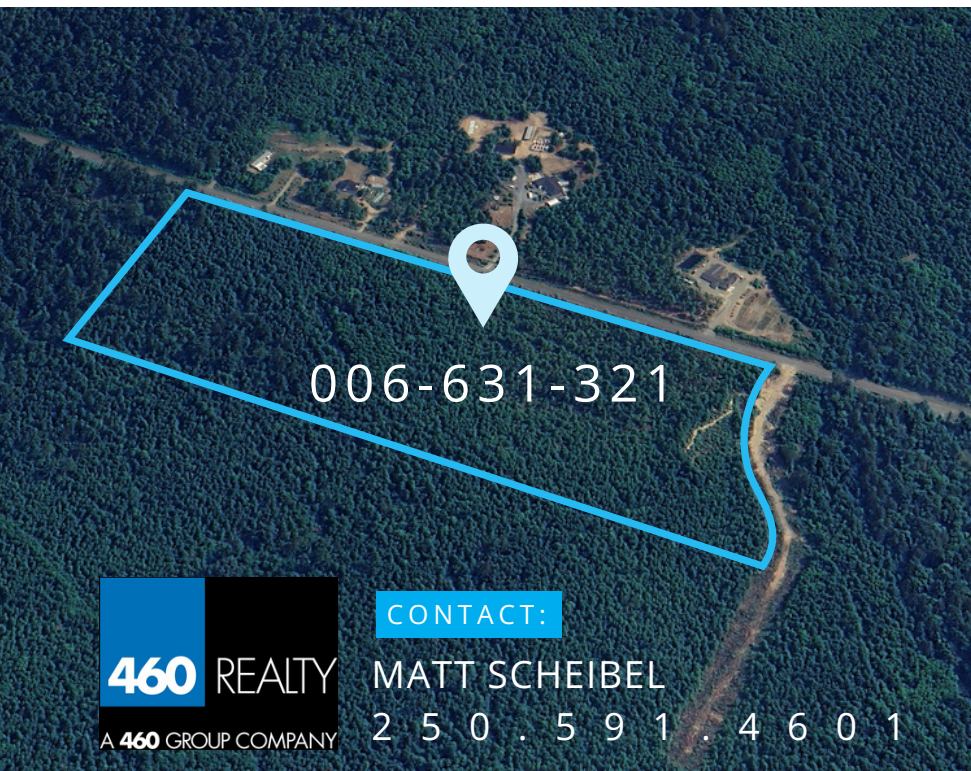 006-631-321
CONTACT:
460 REALTY
MATT SCHEIBEL
A 460 GROUP COMPANY
250.591.4601